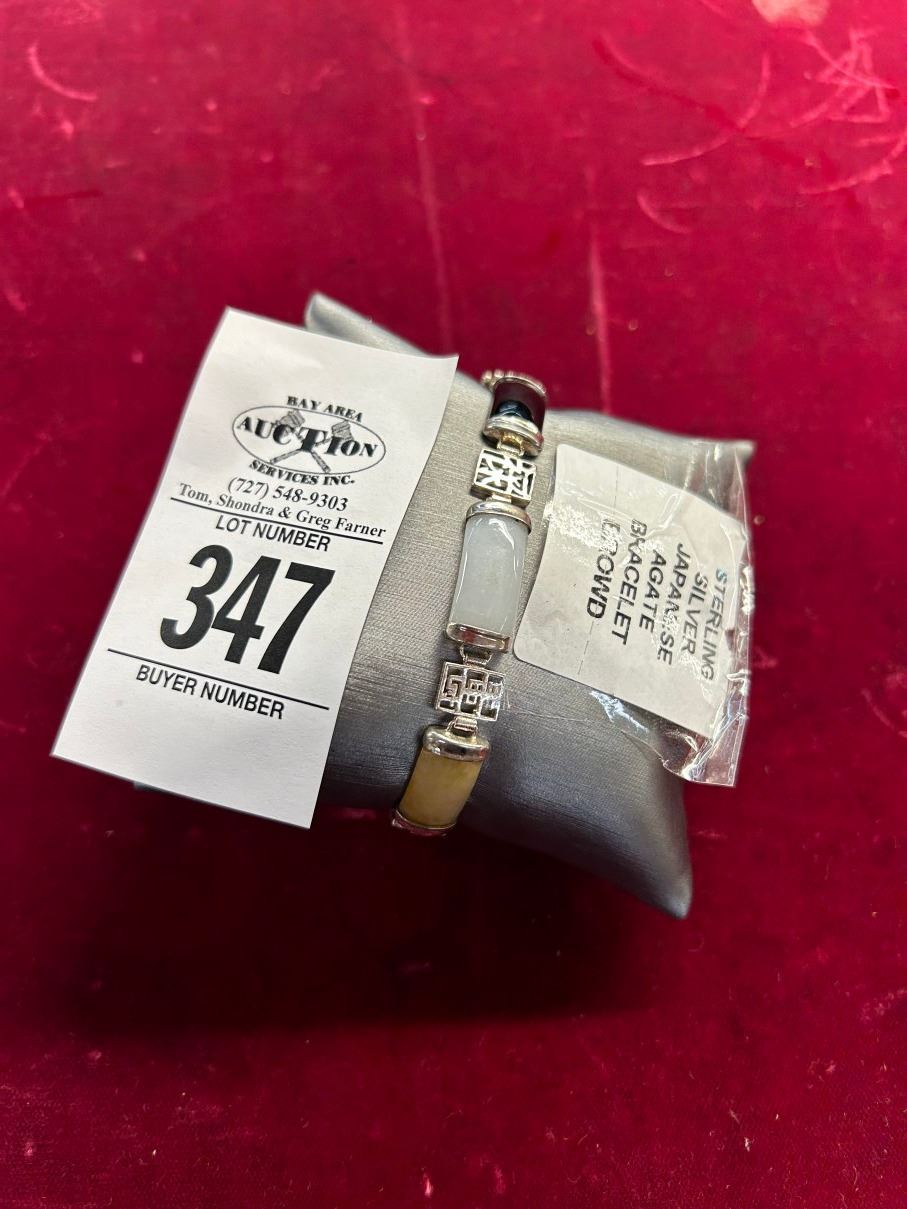 BAY AREA
AUCTION
SERVICES INC.
(727) 548-9303
Tom, Shondra & Greg Farner
LOT NUMBER
347
BUYER NUMBER
STERLING
SILVER
JAPANESE
AGATE
BRACELET